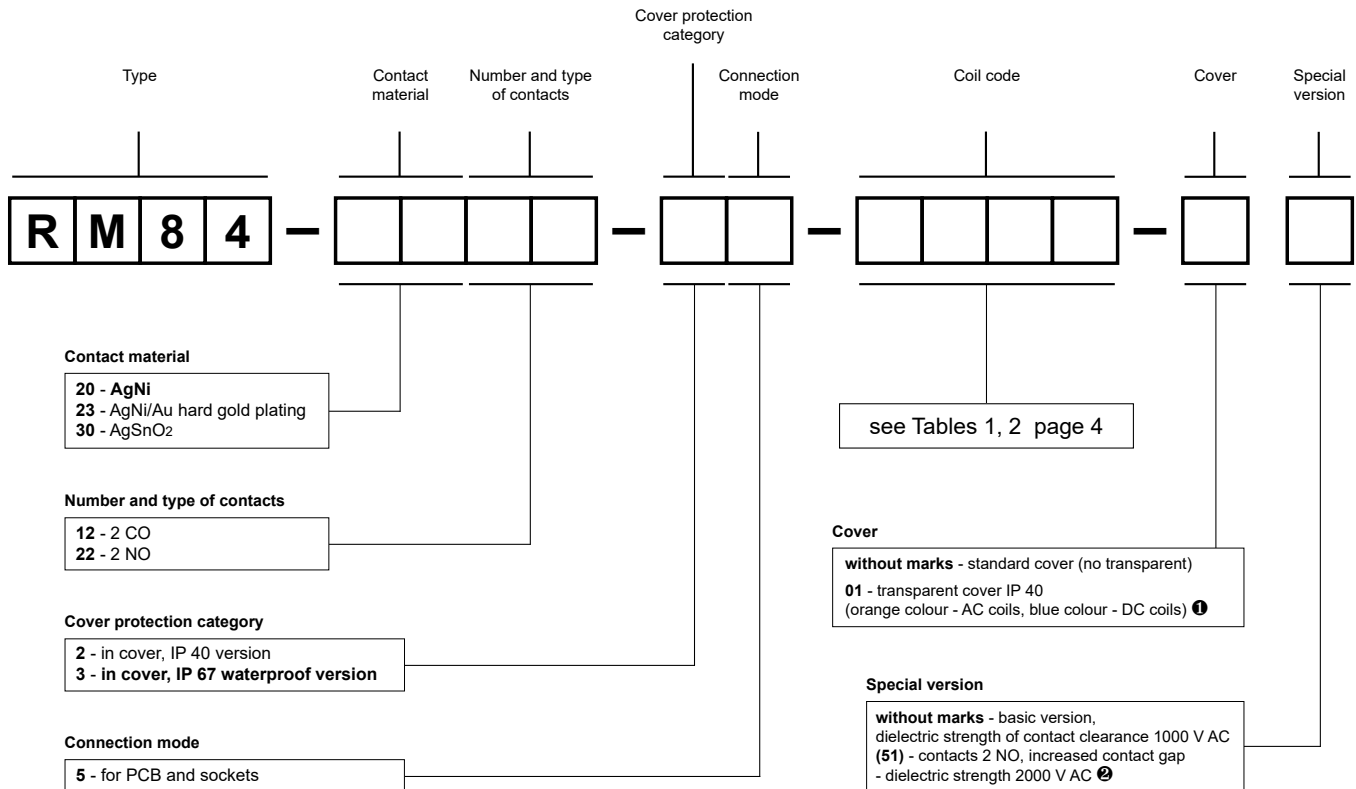 Cover protection
category
Type
Contact
material
Number and type
of contacts
Connection
mode
Coil code
Cover
Special
version
R M 8 4 – – – –
Contact material
20 - AgNi
23 - AgNi/Au hard gold plating
30 - AgSnO2
see Tables 1, 2 page 4
Number and type of contacts
12 - 2 CO
22 - 2 NO
Cover
without marks - standard cover (no transparent)
01 - transparent cover IP 40
(orange colour - AC coils, blue colour - DC coils) ❶
Cover protection category
2 - in cover, IP 40 version
3 - in cover, IP 67 waterproof version
Special version
without marks - basic version,
dielectric strength of contact clearance 1000 V AC
(51) - contacts 2 NO, increased contact gap
- dielectric strength 2000 V AC ❷
Connection mode
5 - for PCB and sockets